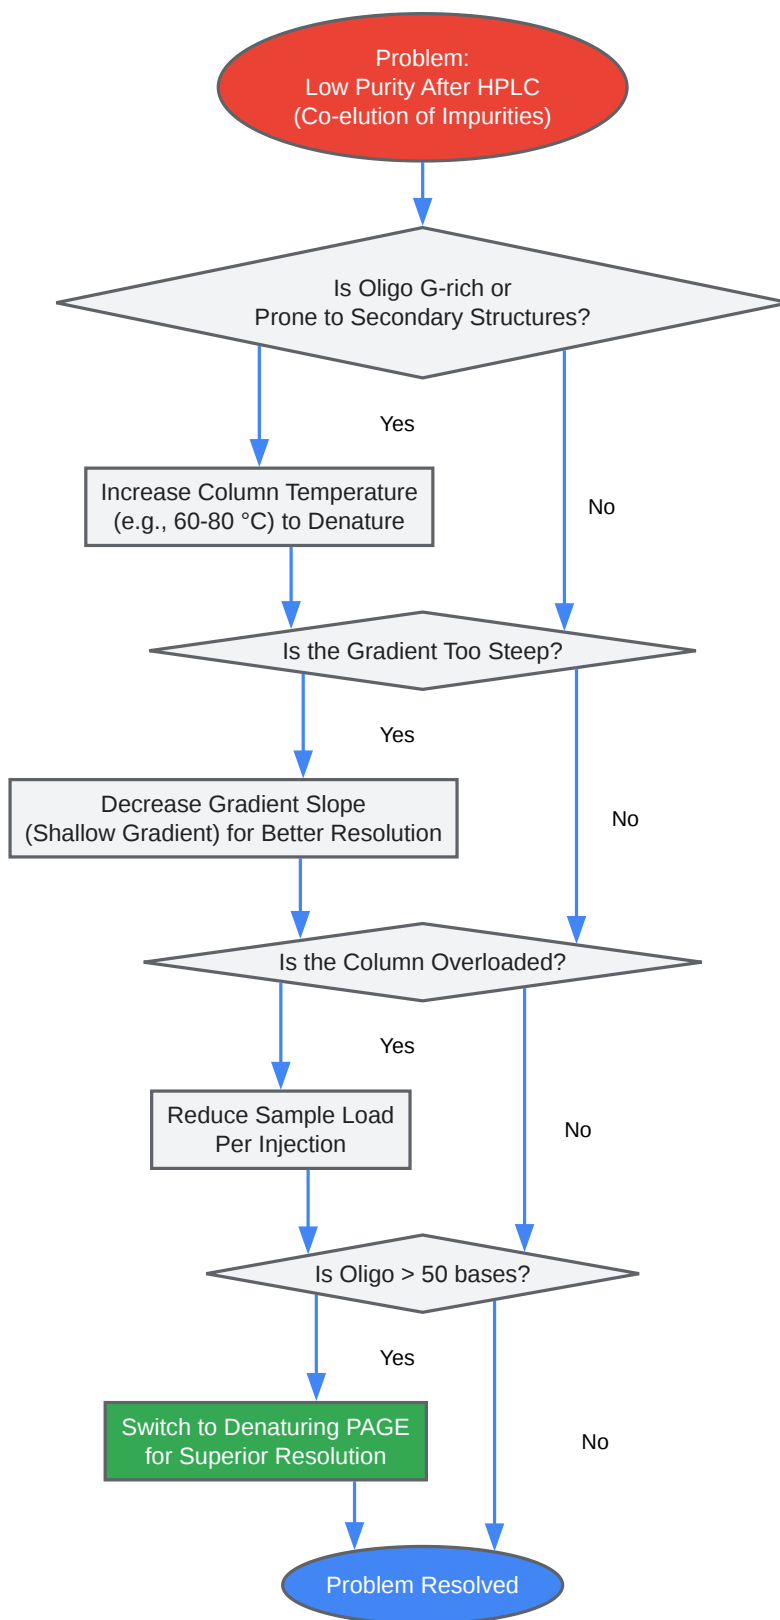 Problem:
Low Purity After HPLC
(Co-elution of Impurities)
Is Oligo G-rich or
Prone to Secondary Structures?
Yes
Increase Column Temperature
(e.g., 60-80 °C) to Denature
No
Is the Gradient Too Steep?
Yes
Decrease Gradient Slope
(Shallow Gradient) for Better Resolution
No
Is the Column Overloaded?
Yes
Reduce Sample Load
Per Injection
No
Is Oligo > 50 bases?
Yes
Switch to Denaturing PAGE
for Superior Resolution
No
Problem Resolved